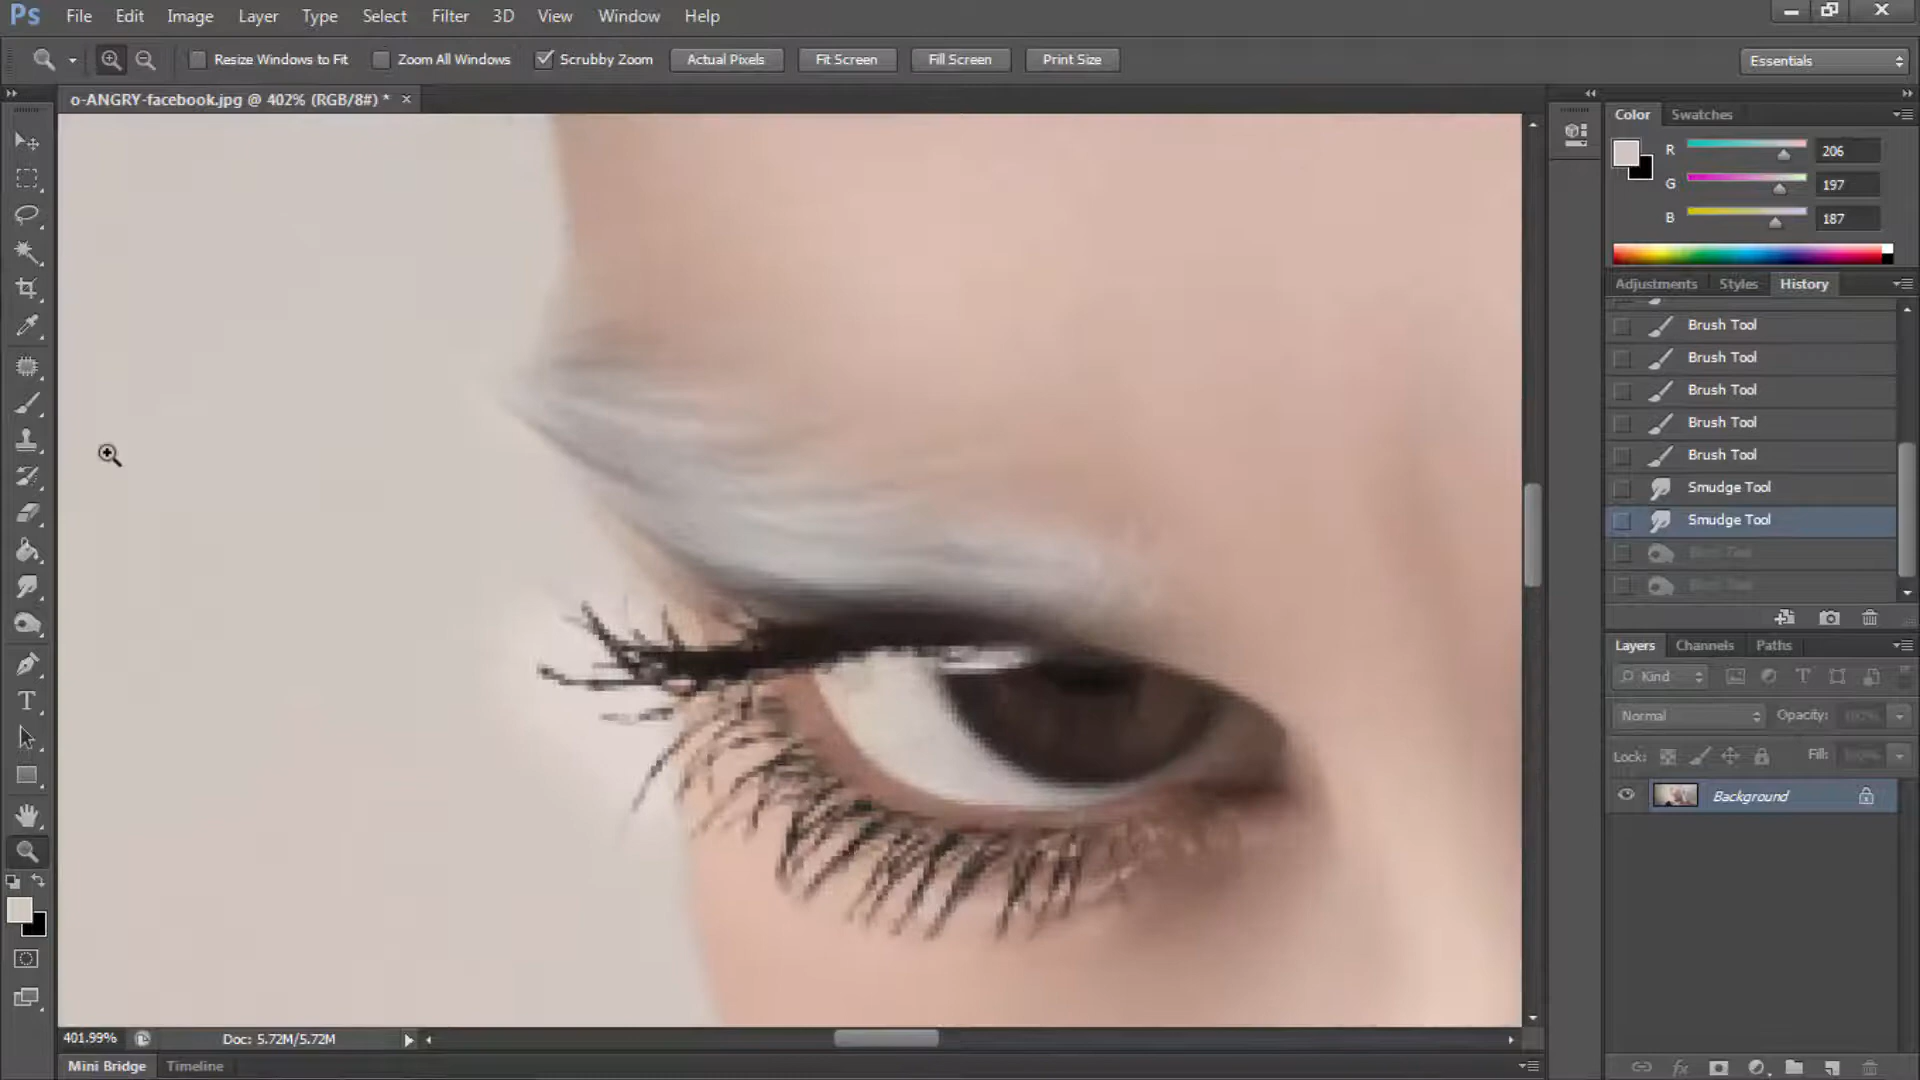 Ps File Edit Image Layer Type Select Filter 3D View Window Help
Resize Windows to Fit Zoom All Windows Scrubby Zoom Actual Pixels Fit Screen Fill Screen Print Size Essentials
o-ANGRY-facebook.jpg @ 402% (RGB/8#) * ×
Color Swatches
R 206
G 197
B 187
Adjustments Styles History
Brush Tool
Brush Tool
Brush Tool
Brush Tool
Brush Tool
Smudge Tool
Smudge Tool
Layers Channels Paths
Kind
Normal Opacity: 100%
Lock: Fill: 100%
Background
T
fx
401.99% Doc: 5.72M/5.72M
Mini Bridge Timeline